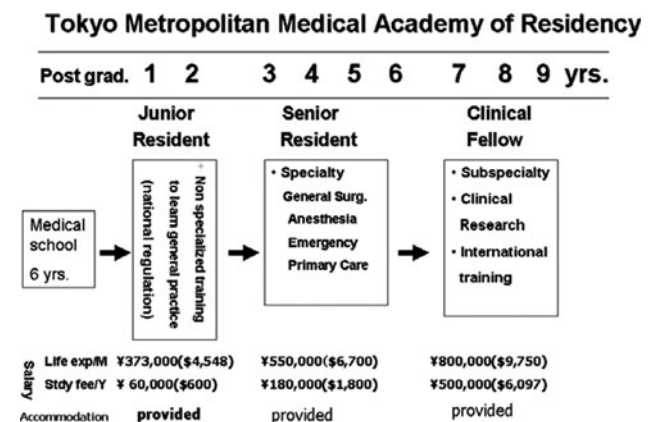 Tokyo Metropolitan Medical Academy of Residency
Post grad. 1 2 3 4 5 6 7 8 9 yrs.
Junior
Resident
Senior
Resident
Clinical
Fellow
Medical
school
6 yrs.
+ Non specialized training
to learn general practice
(national regulation)
• Specialty
General Surg.
Anesthesia
Emergency
Primary Care
• Subspecialty
• Clinical
Research
• International
training
Salary
Life exp/M ¥373,000($4,548) ¥550,000($6,700) ¥800,000($9,750)
Stdy fee/Y ¥ 60,000($600) ¥180,000($1,800) ¥500,000($6,097)
Accommodation provided provided provided